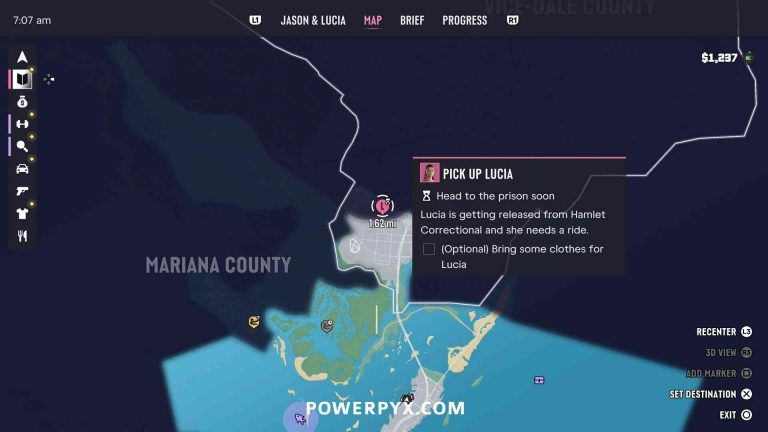 VICE-DALE COUNTY
7:07 am
L1
JASON & LUCIA
MAP
BRIEF
PROGRESS
R1
$1,237
PICK UP LUCIA
Head to the prison soon
Lucia is getting released from Hamlet
Correctional and she needs a ride.
(Optional) Bring some clothes for
Lucia
L
1.62 mi
MARIANA COUNTY
RECENTER L3
3D VIEW R3
ADD MARKER
SET DESTINATION
EXIT
POWERPYX.COM